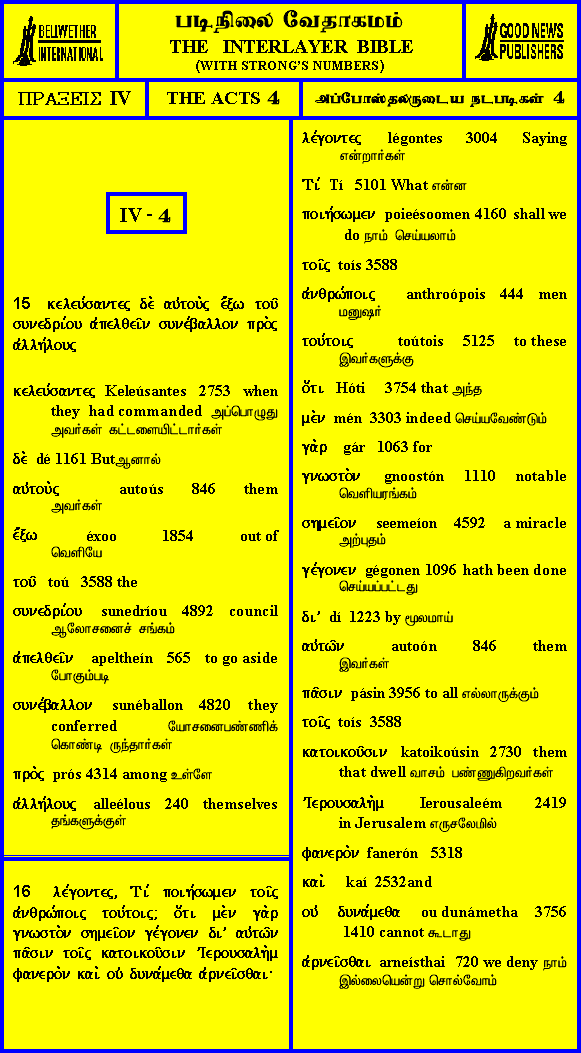 BELLWETHER
INTERNATIONAL
படிநிலை வேதாகமம்
THE INTERLAYER BIBLE
(WITH STRONG'S NUMBERS)
GOOD NEWS
PUBLISHERS
ΠΡΑΞΕΙΣ IV
THE ACTS 4
அப்போஸ்தலருடைய நடபடிகள் 4
IV - 4
15 κελεύσαντες δὲ αὐτοὺς ἔξω τοῦ
συνεδρίου ἀπελθεῖν συνέβαλλον πρὸς
ἀλλήλους
κελεύσαντες Keleúsantes 2753 when
they had commanded அப்பொழுது
அவர்கள் கட்டளையிட்டார்கள்
δὲ dé 1161 Butஆனால்
αὐτοὺς autoús 846 them
அவர்கள்
ἔξω éxoo 1854 out of
வெளியே
τοῦ toú 3588 the
συνεδρίου sunedríou 4892 council
ஆலோசனைச் சங்கம்
ἀπελθεῖν apeltheín 565 to go aside
போகும்படி
συνέβαλλον sunéballon 4820 they
conferred யோசனைபண்ணிக்
கொண்டி ருந்தார்கள்
πρὸς prós 4314 among உள்ளே
ἀλλήλους alleélous 240 themselves
தங்களுக்குள்
16 λέγοντες, Τί ποιήσωμεν τοῖς
ἀνθρώποις τούτοις; ὅτι μὲν γὰρ
γνωστὸν σημεῖον γέγονεν δι’ αὐτῶν
πᾶσιν τοῖς κατοικοῦσιν Ἰερουσαλὴμ
φανερὸν καὶ οὐ δυνάμεθα ἀρνεῖσθαι·
λέγοντες légontes 3004 Saying
என்றார்கள்
Τί Tí 5101 What என்ன
ποιήσωμεν poieésoomen 4160 shall we
do நாம் செய்யலாம்
τοῖς toís 3588
ἀνθρώποις anthroópois 444 men
மனுஷர்
τούτοις toútois 5125 to these
இவர்களுக்கு
ὅτι Hóti 3754 that அந்த
μὲν mén 3303 indeed செய்யவேண்டும்
γὰρ gár 1063 for
γνωστὸν gnoostón 1110 notable
வெளியரங்கம்
σημεῖον seemeíon 4592 a miracle
அற்புதம்
γέγονεν gégonen 1096 hath been done
செய்யப்பட்டது
δι’ dí 1223 by மூலமாய்
αὐτῶν autoón 846 them
இவர்கள்
πᾶσιν pásin 3956 to all எல்லாருக்கும்
τοῖς toís 3588
κατοικοῦσιν katoikoúsin 2730 them
that dwell வாசம் பண்ணுகிறவர்கள்
Ἰερουσαλὴμ Ierousaleém 2419
in Jerusalem எருசலேமில்
φανερὸν fanerón 5318
καὶ kaí 2532and
οὐ δυνάμεθα ou dunámetha 3756
1410 cannot கூடாது
ἀρνεῖσθαι arneísthai 720 we deny நாம்
இல்லையென்று சொல்வோம்